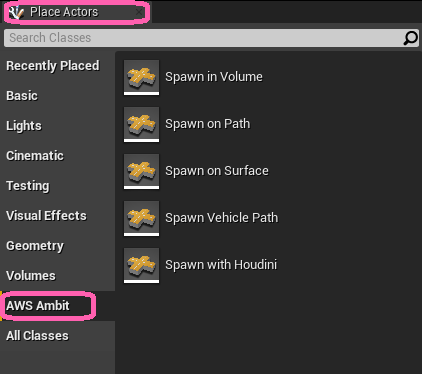 Place Actors
Search Classes
Recently Placed
Basic
Lights
Cinematic
Testing
Visual Effects
Geometry
Volumes
AWS Ambit
All Classes
Spawn in Volume
Spawn on Path
Spawn on Surface
Spawn Vehicle Path
Spawn with Houdini